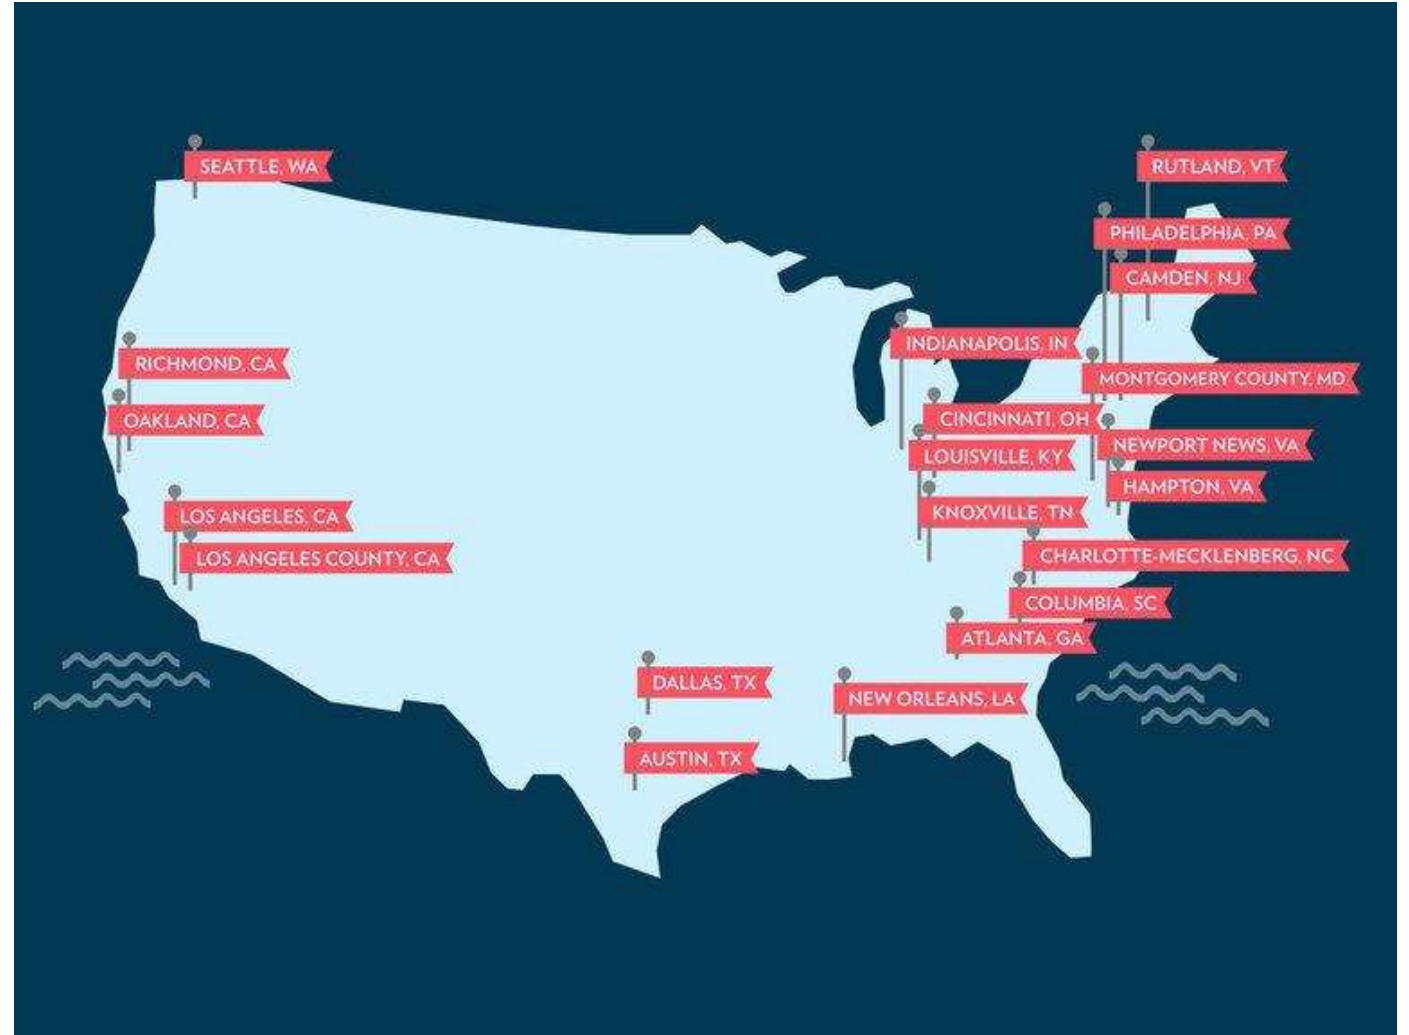 SEATTLE, WA
RUTLAND, VT
PHILADELPHIA, PA
CAMDEN, NJ
INDIANAPOLIS, IN
RICHMOND, CA
MONTGOMERY COUNTY, MD
OAKLAND, CA
CINCINNATI, OH
NEWPORT NEWS, VA
LOUISVILLE, KY
HAMPTON, VA
LOS ANGELES, CA
KNOXVILLE, TN
LOS ANGELES COUNTY, CA
CHARLOTTE-MECKLENBERG, NC
COLUMBIA, SC
ATLANTA, GA
DALLAS, TX
NEW ORLEANS, LA
AUSTIN, TX